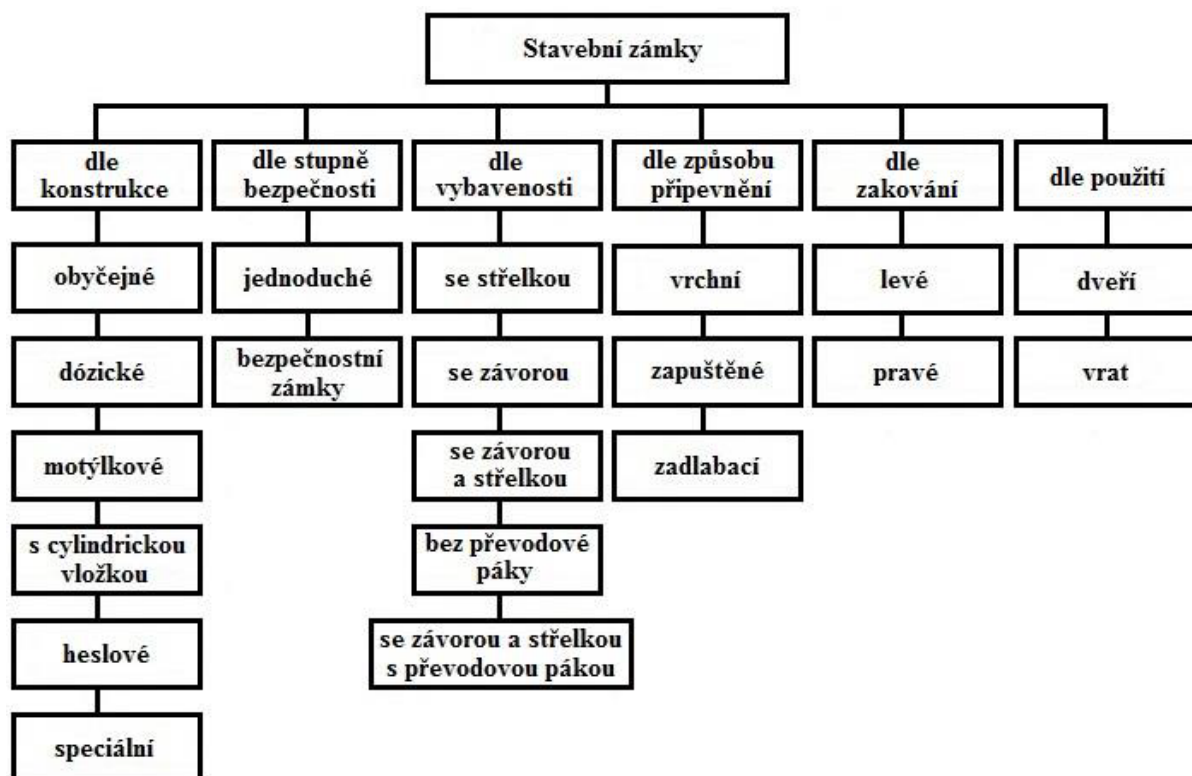 Stavební zámky
dle
konstrukce
dle stupně
bezpečnosti
dle
vybavenosti
dle způsobu
připevnění
dle
zakování
dle použití
obyčejné
jednoduché
se střelkou
vrchní
levé
dveří
dózické
bezpečnostní
zámky
se závorou
zapuštěné
pravé
vrat
motýlkové
se závorou
a střelkou
zadlabací
s cylindrickou
vložkou
bez převodové
páky
heslové
se závorou a střelkou
s převodovou pákou
speciální